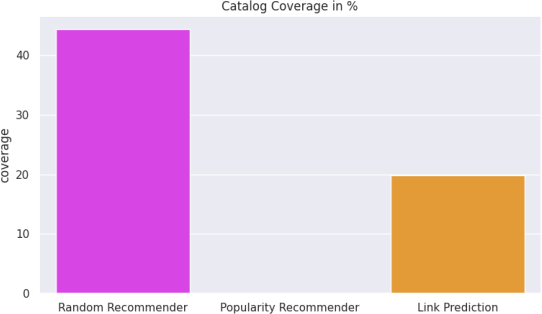 Catalog Coverage in %
coverage
40
30
20
10
0
Random Recommender
Popularity Recommender
Link Prediction